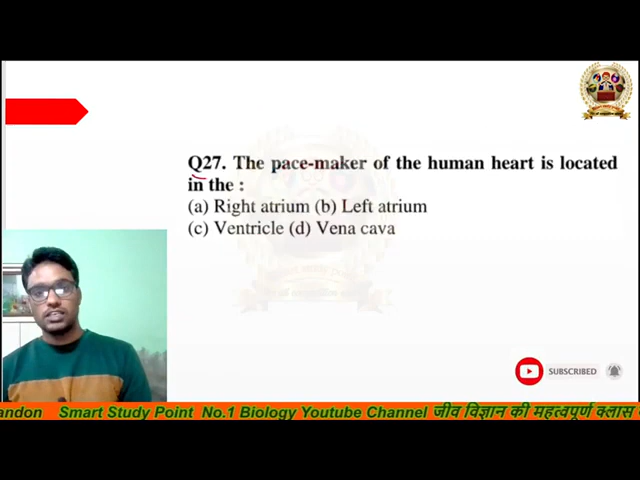 Q27. The pace-maker of the human heart is located
in the :
(a) Right atrium (b) Left atrium
(c) Ventricle (d) Vena cava
SUBSCRIBED
andon Smart Study Point No.1 Biology Youtube Channel जीव विज्ञान की महत्वपूर्ण क्लास